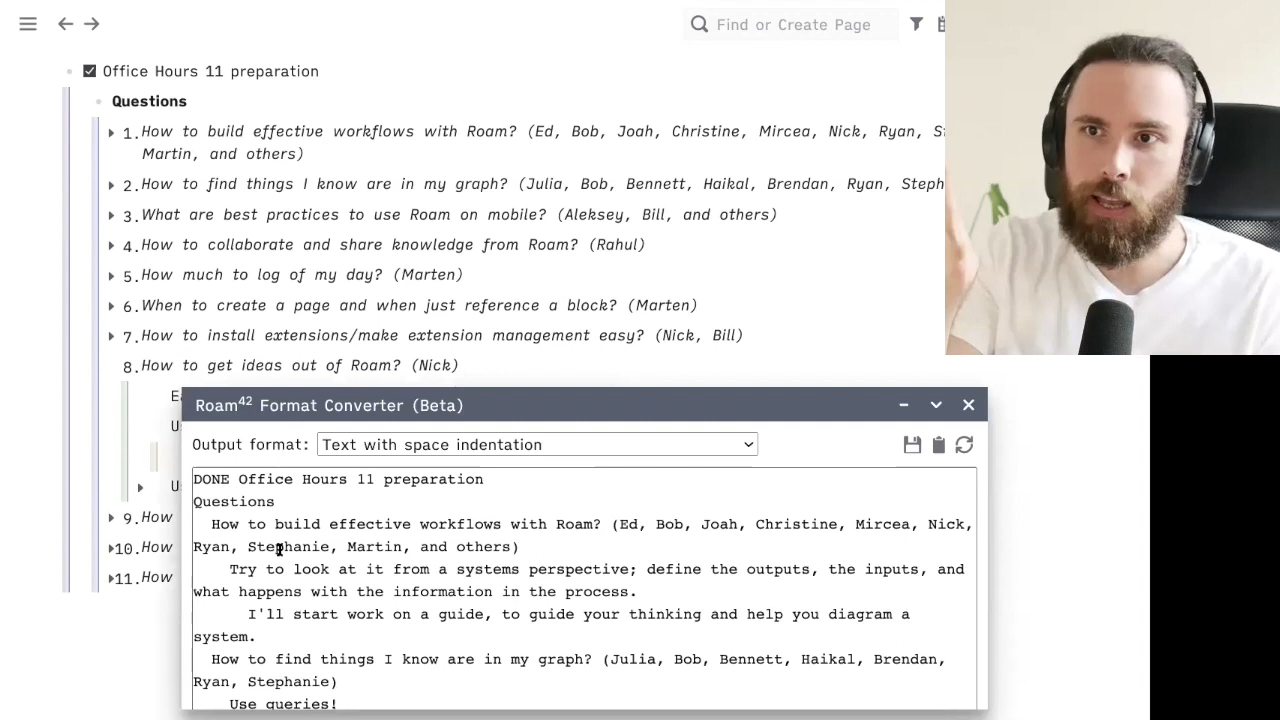 Find or Create Page
Office Hours 11 preparation
Questions
1. How to build effective workflows with Roam? (Ed, Bob, Joah, Christine, Mircea, Nick, Ryan,
Martin, and others)
2. How to find things I know are in my graph? (Julia, Bob, Bennett, Haikal, Brendan, Ryan, Steph
3. What are best practices to use Roam on mobile? (Aleksey, Bill, and others)
4. How to collaborate and share knowledge from Roam? (Rahul)
5. How much to log of my day? (Marten)
6. When to create a page and when just reference a block? (Marten)
7. How to install extensions/make extension management easy? (Nick, Bill)
8. How to get ideas out of Roam? (Nick)
9. How
10. How
11. How
Roam42 Format Converter (Beta)
Output format: Text with space indentation
DONE Office Hours 11 preparation
Questions
How to build effective workflows with Roam? (Ed, Bob, Joah, Christine, Mircea, Nick,
Ryan, Stephanie, Martin, and others)
Try to look at it from a systems perspective; define the outputs, the inputs, and
what happens with the information in the process.
I'll start work on a guide, to guide your thinking and help you diagram a
system.
How to find things I know are in my graph? (Julia, Bob, Bennett, Haikal, Brendan,
Ryan, Stephanie)
Use queries!